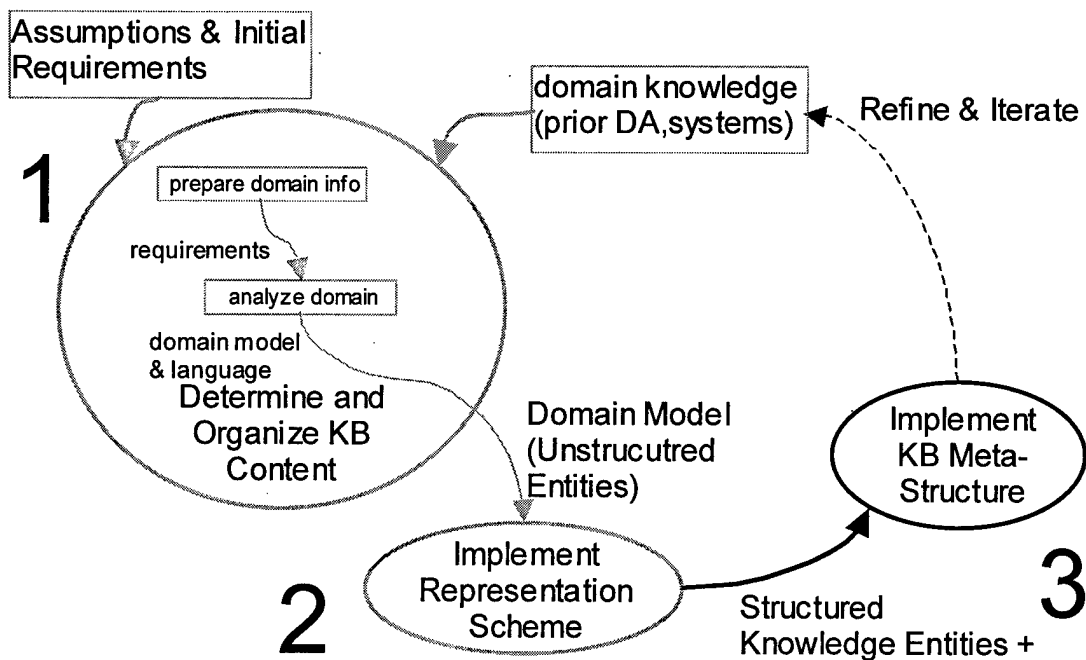 Assumptions & Initial
Requirements
domain knowledge
(prior DA,systems)
Refine & Iterate
1
prepare domain info
requirements
analyze domain
domain model
& language
Determine and
Organize KB
Content
Domain Model
(Unstrucutred
Entities)
Implement
KB Meta-
Structure
2
Implement
Representation
Scheme
3
Structured
Knowledge Entities +